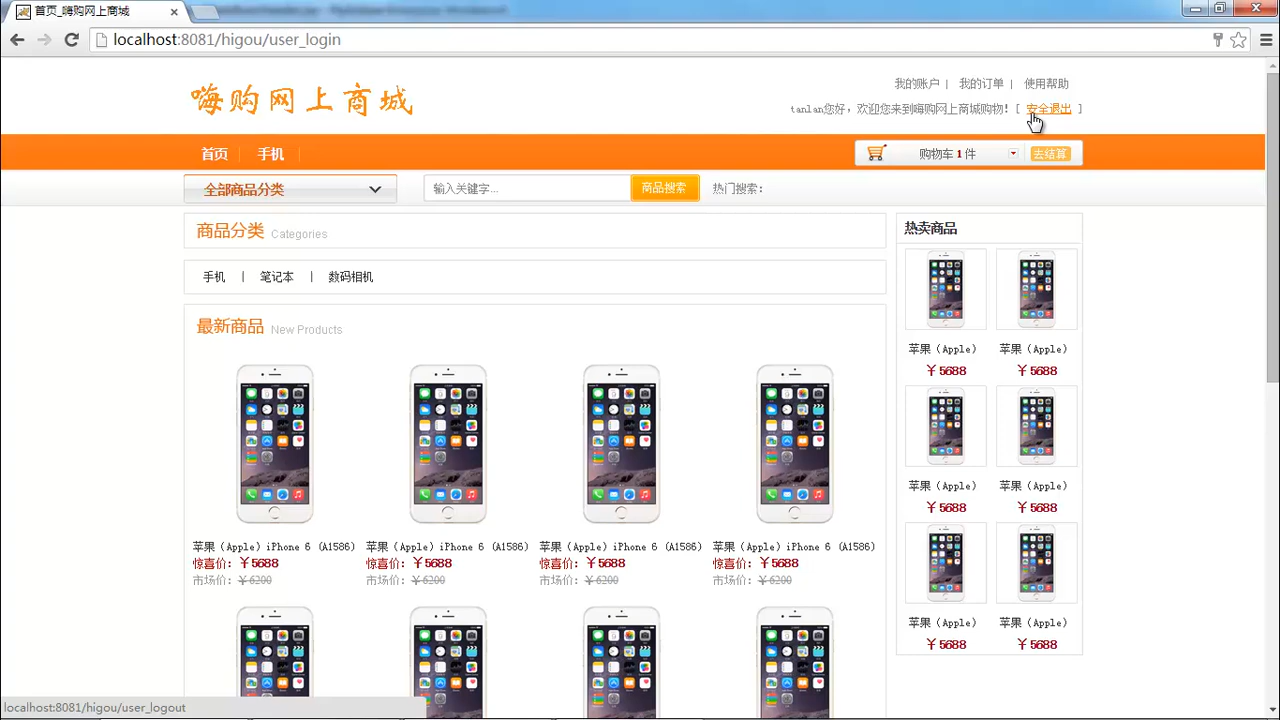 首页_嗨购网上商城
localhost:8081/higou/user_login
嗨购网上商城
我的账户 | 我的订单 | 使用帮助
tanlan您好，欢迎您来到嗨购网上商城购物! [ 安全退出 ]
首页 手机
购物车 1 件 去结算
全部商品分类 输入关键字... 商品搜索 热门搜索：
商品分类 Categories
手机 | 笔记本 | 数码相机
最新商品 New Products
苹果（Apple）iPhone 6 (A1586) 苹果（Apple）iPhone 6 (A1586) 苹果（Apple）iPhone 6 (A1586) 苹果（Apple）iPhone 6 (A1586)
惊喜价：￥5688 惊喜价：￥5688 惊喜价：￥5688 惊喜价：￥5688
市场价：￥6200 市场价：￥6200 市场价：￥6200 市场价：￥6200
热卖商品
苹果（Apple） 苹果（Apple）
￥5688 ￥5688
苹果（Apple） 苹果（Apple）
￥5688 ￥5688
苹果（Apple） 苹果（Apple）
￥5688 ￥5688
localhost:8081/higou/user_logout